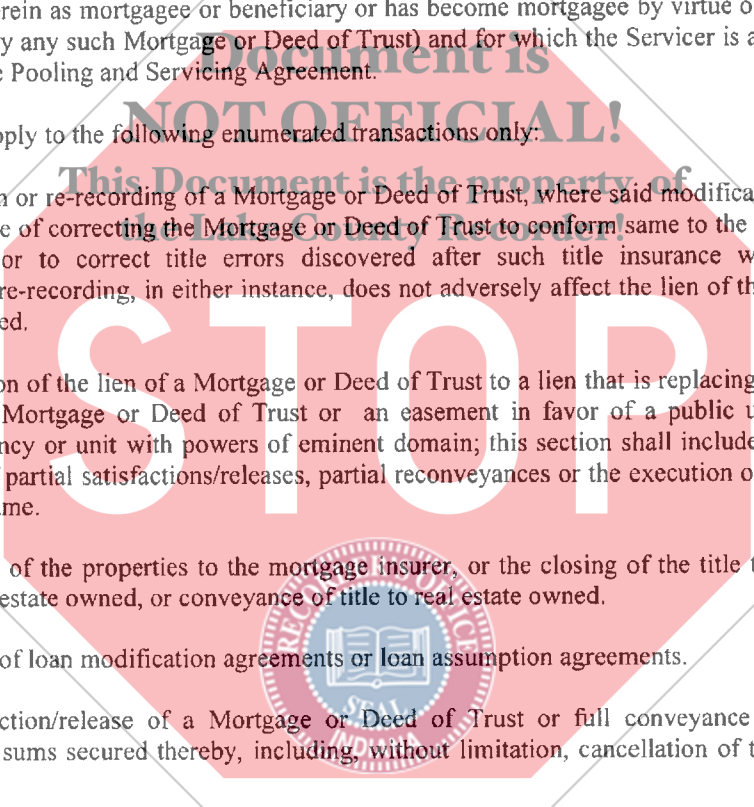 rein as mortgagee or beneficiary or has become mortgagee by virtue o
y any such Mortgage or Deed of Trust) and for which the Servicer is a
Pooling and Servicing Agreement.
Document is
NOT OFFICIAL!
This Document is the property of
the Lake County Recorder!
pply to the following enumerated transactions only:
or re-recording of a Mortgage or Deed of Trust, where said modifica
e of correcting the Mortgage or Deed of Trust to conform same to the
or to correct title errors discovered after such title insurance w
re-recording, in either instance, does not adversely affect the lien of th
ed.
STOP
on of the lien of a Mortgage or Deed of Trust to a lien that is replacing
Mortgage or Deed of Trust or an easement in favor of a public u
ncy or unit with powers of eminent domain; this section shall include
partial satisfactions/releases, partial reconveyances or the execution o
me.
of the properties to the mortgage insurer, or the closing of the title t
estate owned, or conveyance of title to real estate owned.
of loan modification agreements or loan assumption agreements.
ction/release of a Mortgage or Deed of Trust or full conveyance
sums secured thereby, including, without limitation, cancellation of t
RECORDER'S OFFICE
SEAL
INDIANA